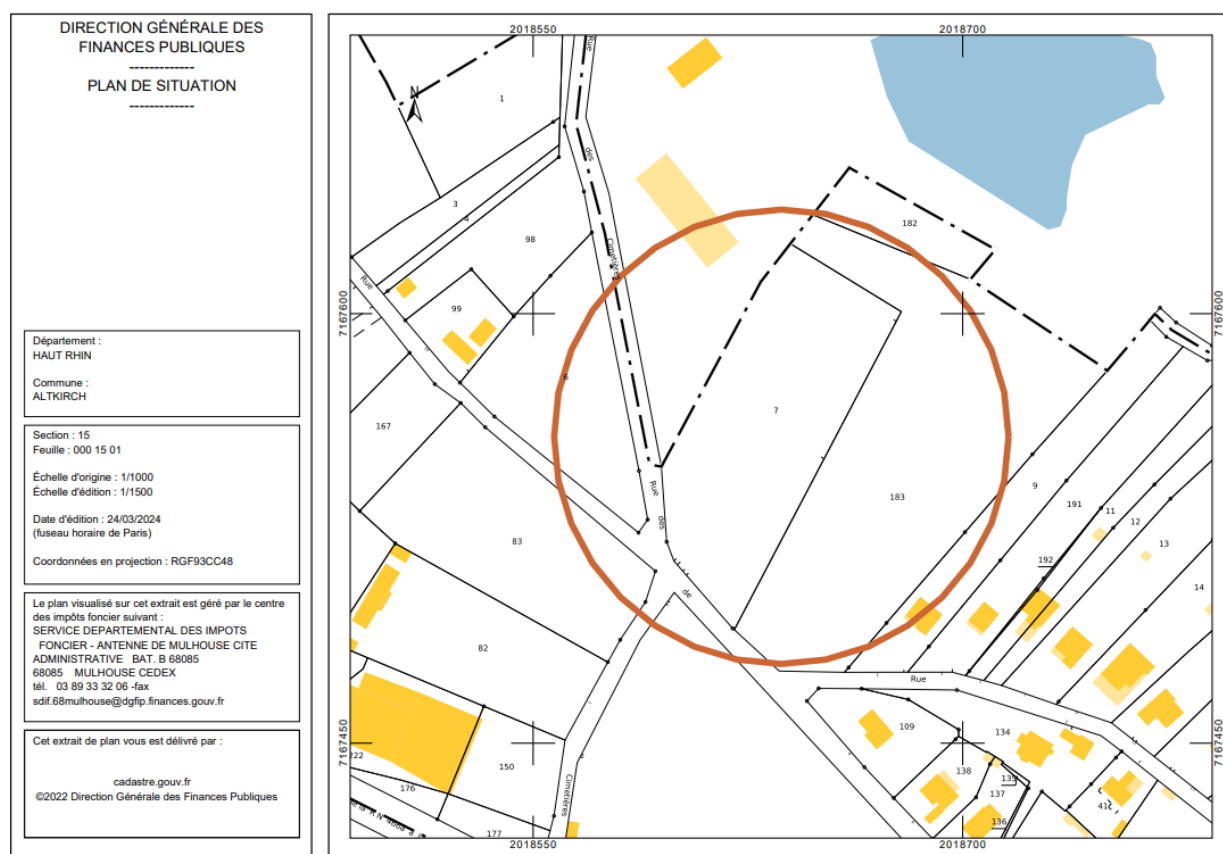 DIRECTION GÉNÉRALE DES
FINANCES PUBLIQUES
-------------
PLAN DE SITUATION
-------------
Département :
HAUT RHIN
Commune :
ALTKIRCH
Section : 15
Feuille : 000 15 01
Échelle d'origine : 1/1000
Échelle d'édition : 1/1500
Date d'édition : 24/03/2024
(fuseau horaire de Paris)
Coordonnées en projection : RGF93CC48
Le plan visualisé sur cet extrait est géré par le centre
des impôts foncier suivant :
SERVICE DEPARTEMENTAL DES IMPOTS
FONCIER - ANTENNE DE MULHOUSE CITE
ADMINISTRATIVE BAT. B 68085
68085 MULHOUSE CEDEX
tél. 03 89 33 32 06 -fax
sdif.68mulhouse@dgfip.finances.gouv.fr
Cet extrait de plan vous est délivré par :
cadastre.gouv.fr
©2022 Direction Générale des Finances Publiques
2018550
2018700
N
Rue
1
des
3
4
98
Cimetières
182
Rue
99
7167600
7167600
6
7
167
9
191
11
12
13
183
Rue
des
83
192
14
de
82
Rue
109
134
7167450
7167450
222
150
138
135
137
176
Cimetières
41
136
177
2018550
2018700